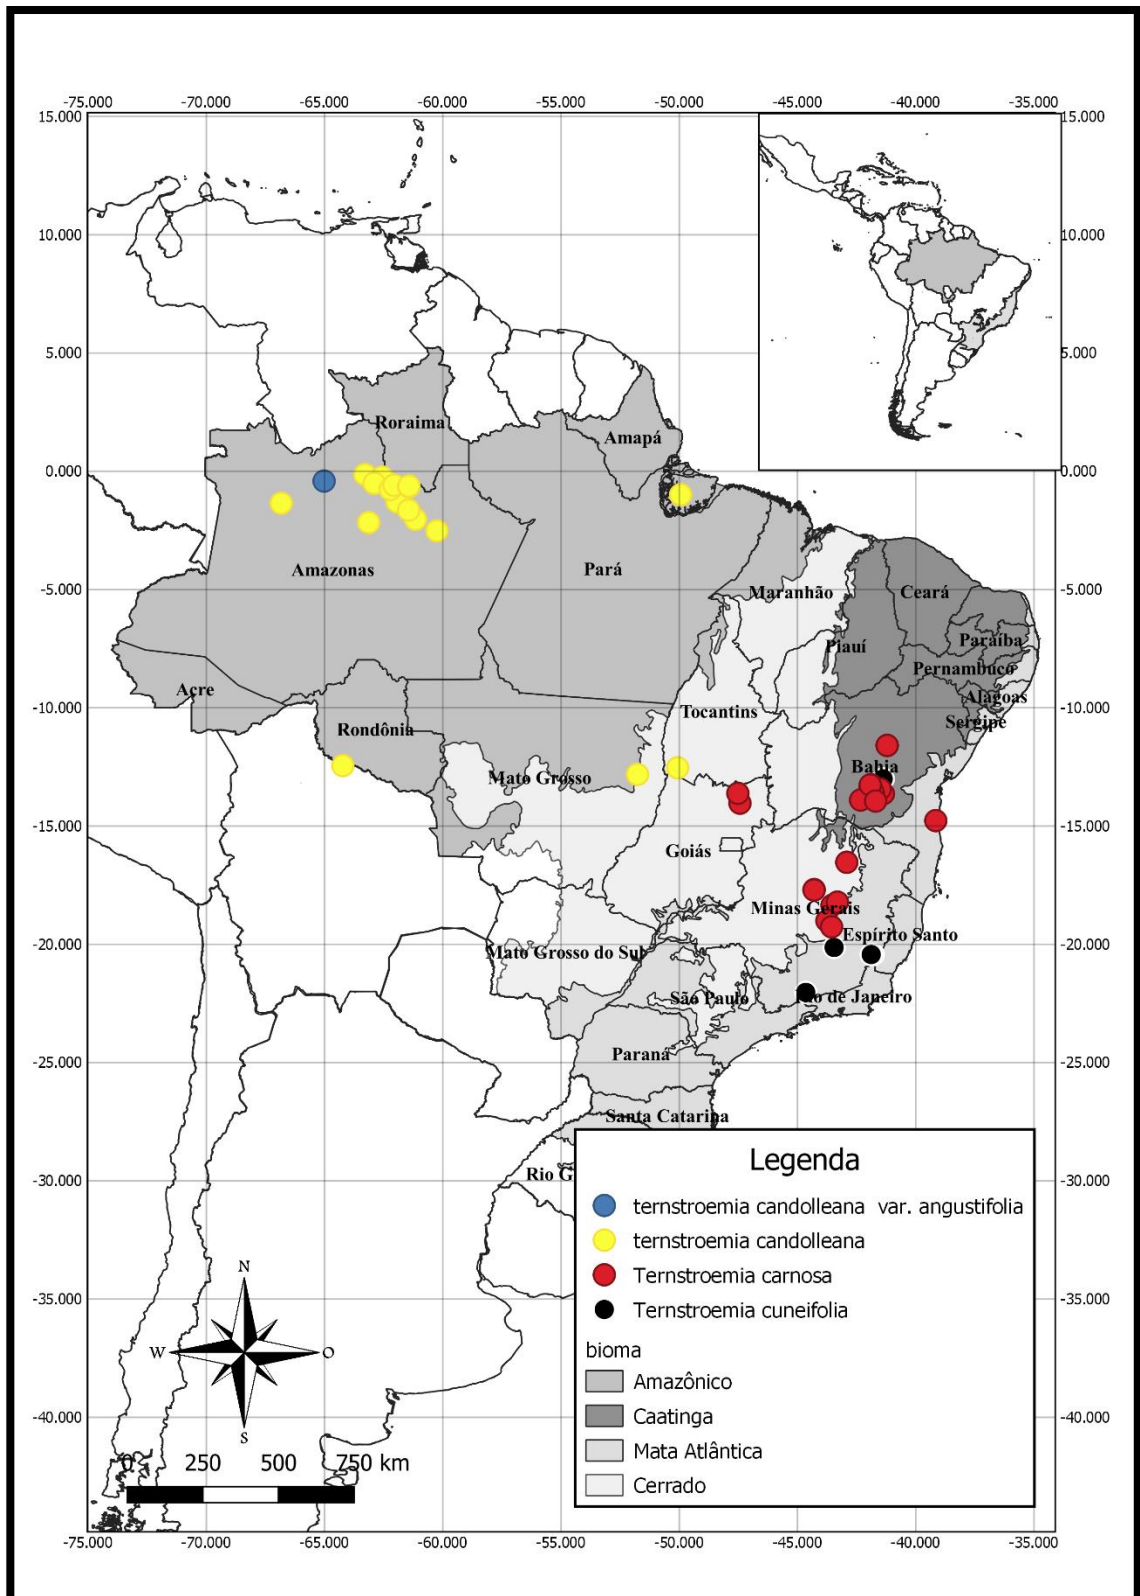 -75.000 -70.000 -65.000 -60.000 -55.000 -50.000 -45.000 -40.000 -35.000
15.000 15.000
10.000 10.000
5.000 5.000
Roraima
Amapá
0.000 0.000
Amazonas Pará
Maranhão Ceará
-5.000 -5.000
Piauí Paraíba
Pernambuco
Acre
Alagoas
-10.000 -10.000
Tocantins
Sergipe
Rondônia
Bahia
Mato Grosso
-15.000 -15.000
Goiás
Minas Gerais
Espírito Santo
-20.000 -20.000
Mato Grosso do Sul
São Paulo
de Janeiro
Paraná
-25.000 -25.000
Santa Catarina
Rio G
-30.000 -30.000
-35.000 -35.000
-40.000 -40.000
Legenda
ternstroemia candolleana var. angustifolia
ternstroemia candolleana
Ternstroemia carnosa
Ternstroemia cuneifolia
bioma
Amazônico
Caatinga
Mata Atlântica
Cerrado
N
W O
S
0 250 500 750 km
-75.000 -70.000 -65.000 -60.000 -55.000 -50.000 -45.000 -40.000 -35.000